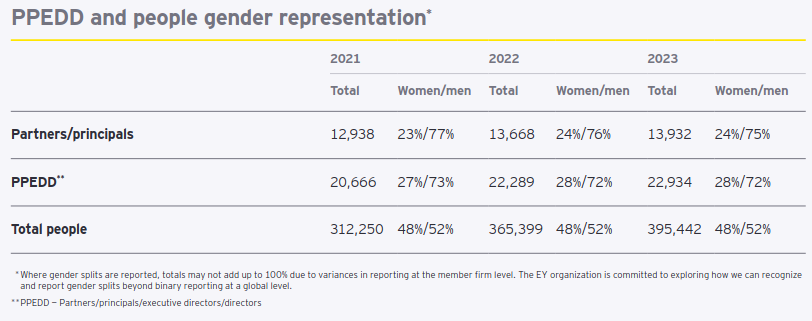 PPEDD and people gender representation*
2021 2022 2023
Total Women/men Total Women/men Total Women/men
Partners/principals 12,938 23%/77% 13,668 24%/76% 13,932 24%/75%
PPEDD** 20,666 27%/73% 22,289 28%/72% 22,934 28%/72%
Total people 312,250 48%/52% 365,399 48%/52% 395,442 48%/52%
*Where gender splits are reported, totals may not add up to 100% due to variances in reporting at the member firm level. The EY organization is committed to exploring how we can recognize
and report gender splits beyond binary reporting at a global level.
**PPEDD – Partners/principals/executive directors/directors